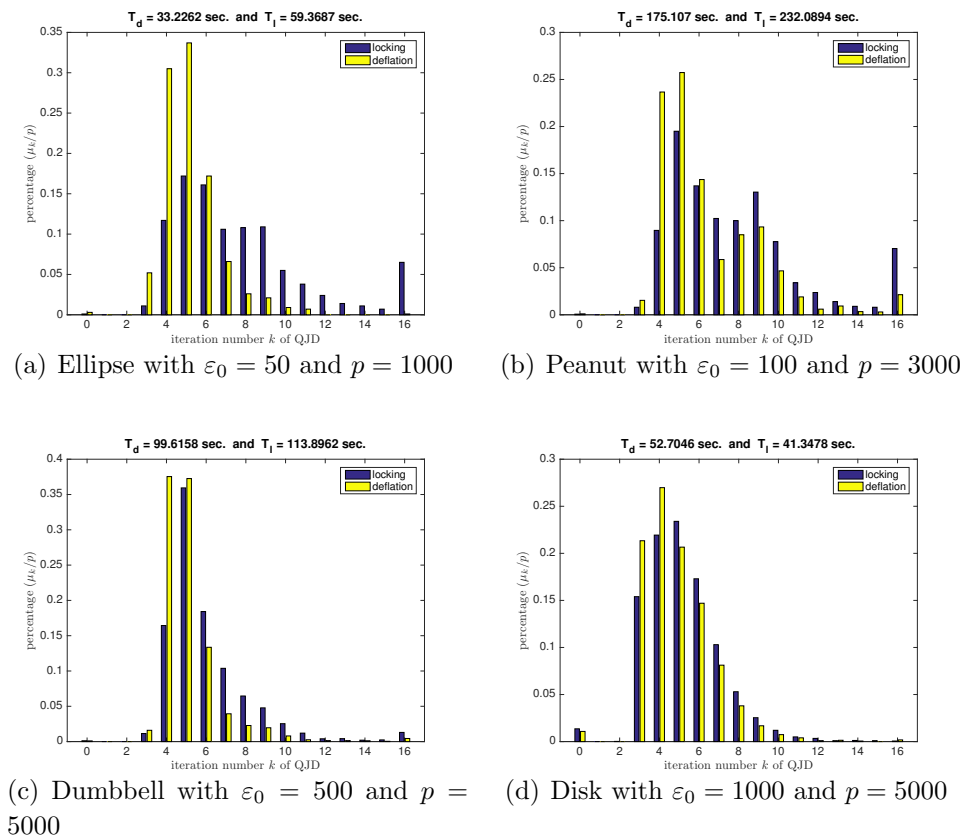 T_d = 33.2262 sec. and T_l = 59.3687 sec.
0.35
0.3
0.25
0.2
0.15
0.1
0.05
0
percentage (μ_k/p)
locking
deflation
0 2 4 6 8 10 12 14 16
iteration number k of QJD
(a) Ellipse with ε_0 = 50 and p = 1000
T_d = 175.107 sec. and T_l = 232.0894 sec.
0.3
0.25
0.2
0.15
0.1
0.05
0
percentage (μ_k/p)
locking
deflation
0 2 4 6 8 10 12 14 16
iteration number k of QJD
(b) Peanut with ε_0 = 100 and p = 3000
T_d = 99.6158 sec. and T_l = 113.8962 sec.
0.4
0.35
0.3
0.25
0.2
0.15
0.1
0.05
0
percentage (μ_k/p)
locking
deflation
0 2 4 6 8 10 12 14 16
iteration number k of QJD
(c) Dumbbell with ε_0 = 500 and p =
5000
T_d = 52.7046 sec. and T_l = 41.3478 sec.
0.3
0.25
0.2
0.15
0.1
0.05
0
percentage (μ_k/p)
locking
deflation
0 2 4 6 8 10 12 14 16
iteration number k of QJD
(d) Disk with ε_0 = 1000 and p = 5000